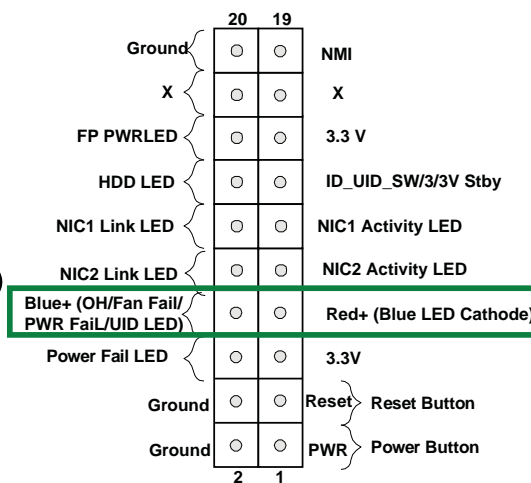 20 19
Ground NMI
X X
FP PWRLED 3.3 V
HDD LED ID_UID_SW/3/3V Stby
NIC1 Link LED NIC1 Activity LED
NIC2 Link LED NIC2 Activity LED
Blue+ (OH/Fan Fail/
PWR FaiL/UID LED) Red+ (Blue LED Cathode)
Power Fail LED 3.3V
Ground Reset Reset Button
Ground PWR Power Button
2 1